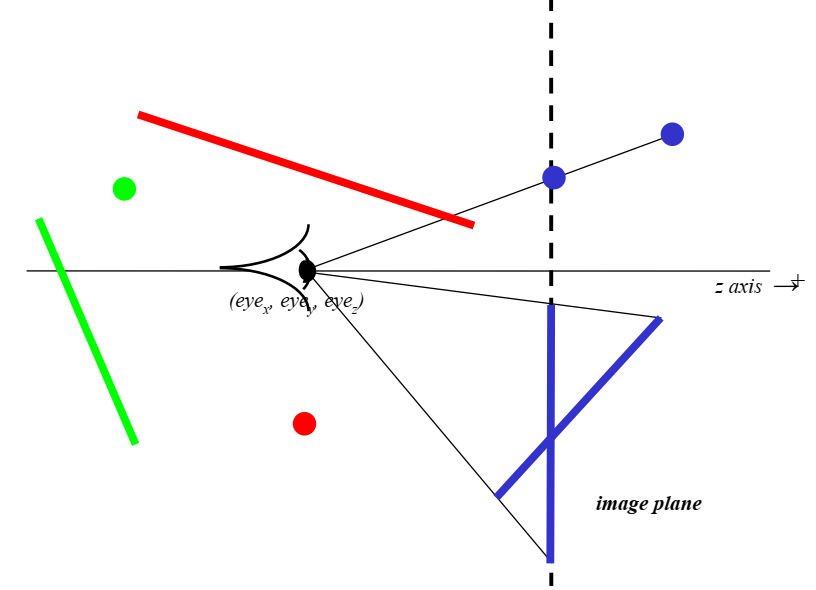 z axis →+
(eyex, eyey, eyez)
image plane